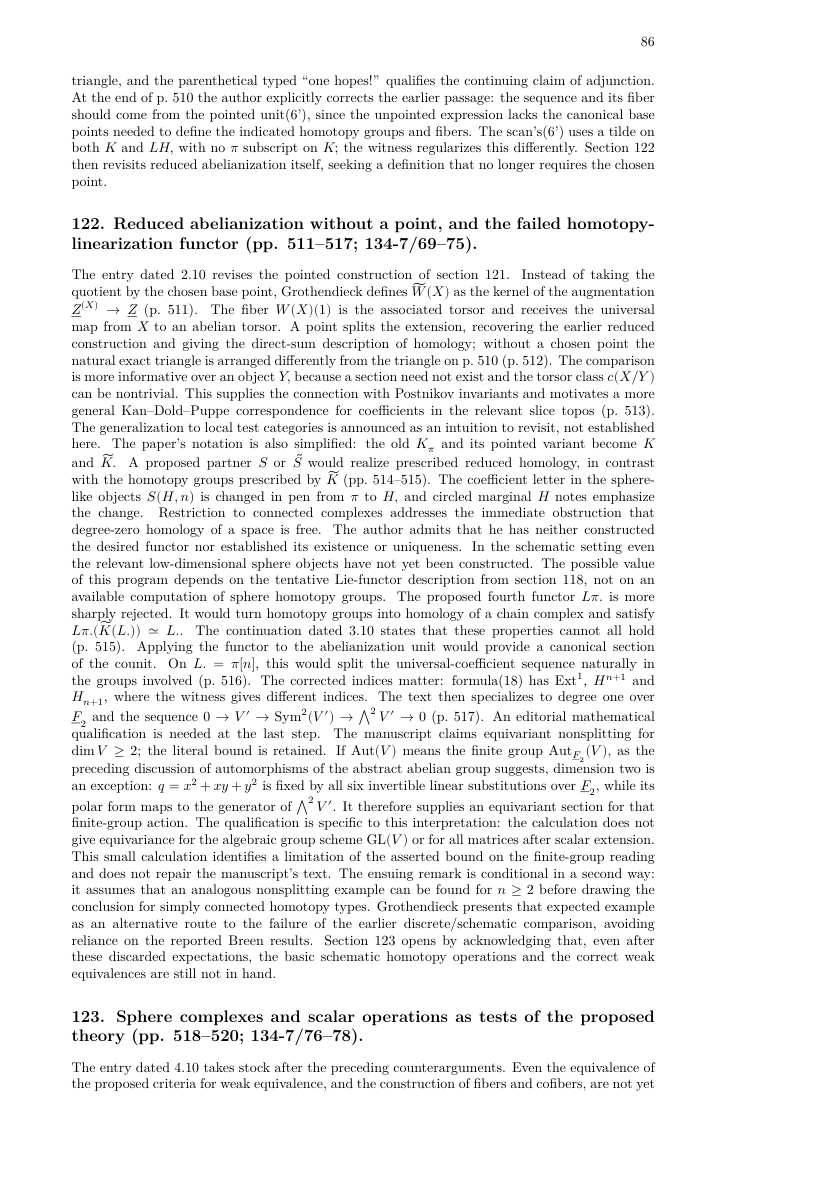 86
triangle, and the parenthetical typed “one hopes!” qualifies the continuing claim of adjunction.
At the end of p. 510 the author explicitly corrects the earlier passage: the sequence and its fiber
should come from the pointed unit(6’), since the unpointed expression lacks the canonical base
points needed to define the indicated homotopy groups and fibers. The scan’s(6’) uses a tilde on
both K and LH, with no π subscript on K; the witness regularizes this differently. Section 122
then revisits reduced abelianization itself, seeking a definition that no longer requires the chosen
point.
122. Reduced abelianization without a point, and the failed homotopy-
linearization functor (pp. 511–517; 134-7/69–75).
The entry dated 2.10 revises the pointed construction of section 121. Instead of taking the
quotient by the chosen base point, Grothendieck defines W̃(X) as the kernel of the augmentation
Z̲^(X) → Z̲ (p. 511). The fiber W(X)(1) is the associated torsor and receives the universal
map from X to an abelian torsor. A point splits the extension, recovering the earlier reduced
construction and giving the direct-sum description of homology; without a chosen point the
natural exact triangle is arranged differently from the triangle on p. 510 (p. 512). The comparison
is more informative over an object Y, because a section need not exist and the torsor class c(X/Y)
can be nontrivial. This supplies the connection with Postnikov invariants and motivates a more
general Kan–Dold–Puppe correspondence for coefficients in the relevant slice topos (p. 513).
The generalization to local test categories is announced as an intuition to revisit, not established
here. The paper’s notation is also simplified: the old K_π and its pointed variant become K
and K̃. A proposed partner S or S̃ would realize prescribed reduced homology, in contrast
with the homotopy groups prescribed by K̃ (pp. 514–515). The coefficient letter in the sphere-
like objects S(H, n) is changed in pen from π to H, and circled marginal H notes emphasize
the change. Restriction to connected complexes addresses the immediate obstruction that
degree-zero homology of a space is free. The author admits that he has neither constructed
the desired functor nor established its existence or uniqueness. In the schematic setting even
the relevant low-dimensional sphere objects have not yet been constructed. The possible value
of this program depends on the tentative Lie-functor description from section 118, not on an
available computation of sphere homotopy groups. The proposed fourth functor Lπ. is more
sharply rejected. It would turn homotopy groups into homology of a chain complex and satisfy
Lπ.(K̃(L.)) ≃ L.. The continuation dated 3.10 states that these properties cannot all hold
(p. 515). Applying the functor to the abelianization unit would provide a canonical section
of the counit. On L. = π[n], this would split the universal-coefficient sequence naturally in
the groups involved (p. 516). The corrected indices matter: formula(18) has Ext¹, Hⁿ⁺¹ and
Hₙ₊₁, where the witness gives different indices. The text then specializes to degree one over
F̲₂ and the sequence 0 → V′ → Sym²(V′) → ⋀² V′ → 0 (p. 517). An editorial mathematical
qualification is needed at the last step. The manuscript claims equivariant nonsplitting for
dim V ≥ 2; the literal bound is retained. If Aut(V) means the finite group Aut_F̲₂(V), as the
preceding discussion of automorphisms of the abstract abelian group suggests, dimension two is
an exception: q = x² + xy + y² is fixed by all six invertible linear substitutions over F̲₂, while its
polar form maps to the generator of ⋀² V′. It therefore supplies an equivariant section for that
finite-group action. The qualification is specific to this interpretation: the calculation does not
give equivariance for the algebraic group scheme GL(V) or for all matrices after scalar extension.
This small calculation identifies a limitation of the asserted bound on the finite-group reading
and does not repair the manuscript’s text. The ensuing remark is conditional in a second way:
it assumes that an analogous nonsplitting example can be found for n ≥ 2 before drawing the
conclusion for simply connected homotopy types. Grothendieck presents that expected example
as an alternative route to the failure of the earlier discrete/schematic comparison, avoiding
reliance on the reported Breen results. Section 123 opens by acknowledging that, even after
these discarded expectations, the basic schematic homotopy operations and the correct weak
equivalences are still not in hand.
123. Sphere complexes and scalar operations as tests of the proposed
theory (pp. 518–520; 134-7/76–78).
The entry dated 4.10 takes stock after the preceding counterarguments. Even the equivalence of
the proposed criteria for weak equivalence, and the construction of fibers and cofibers, are not yet